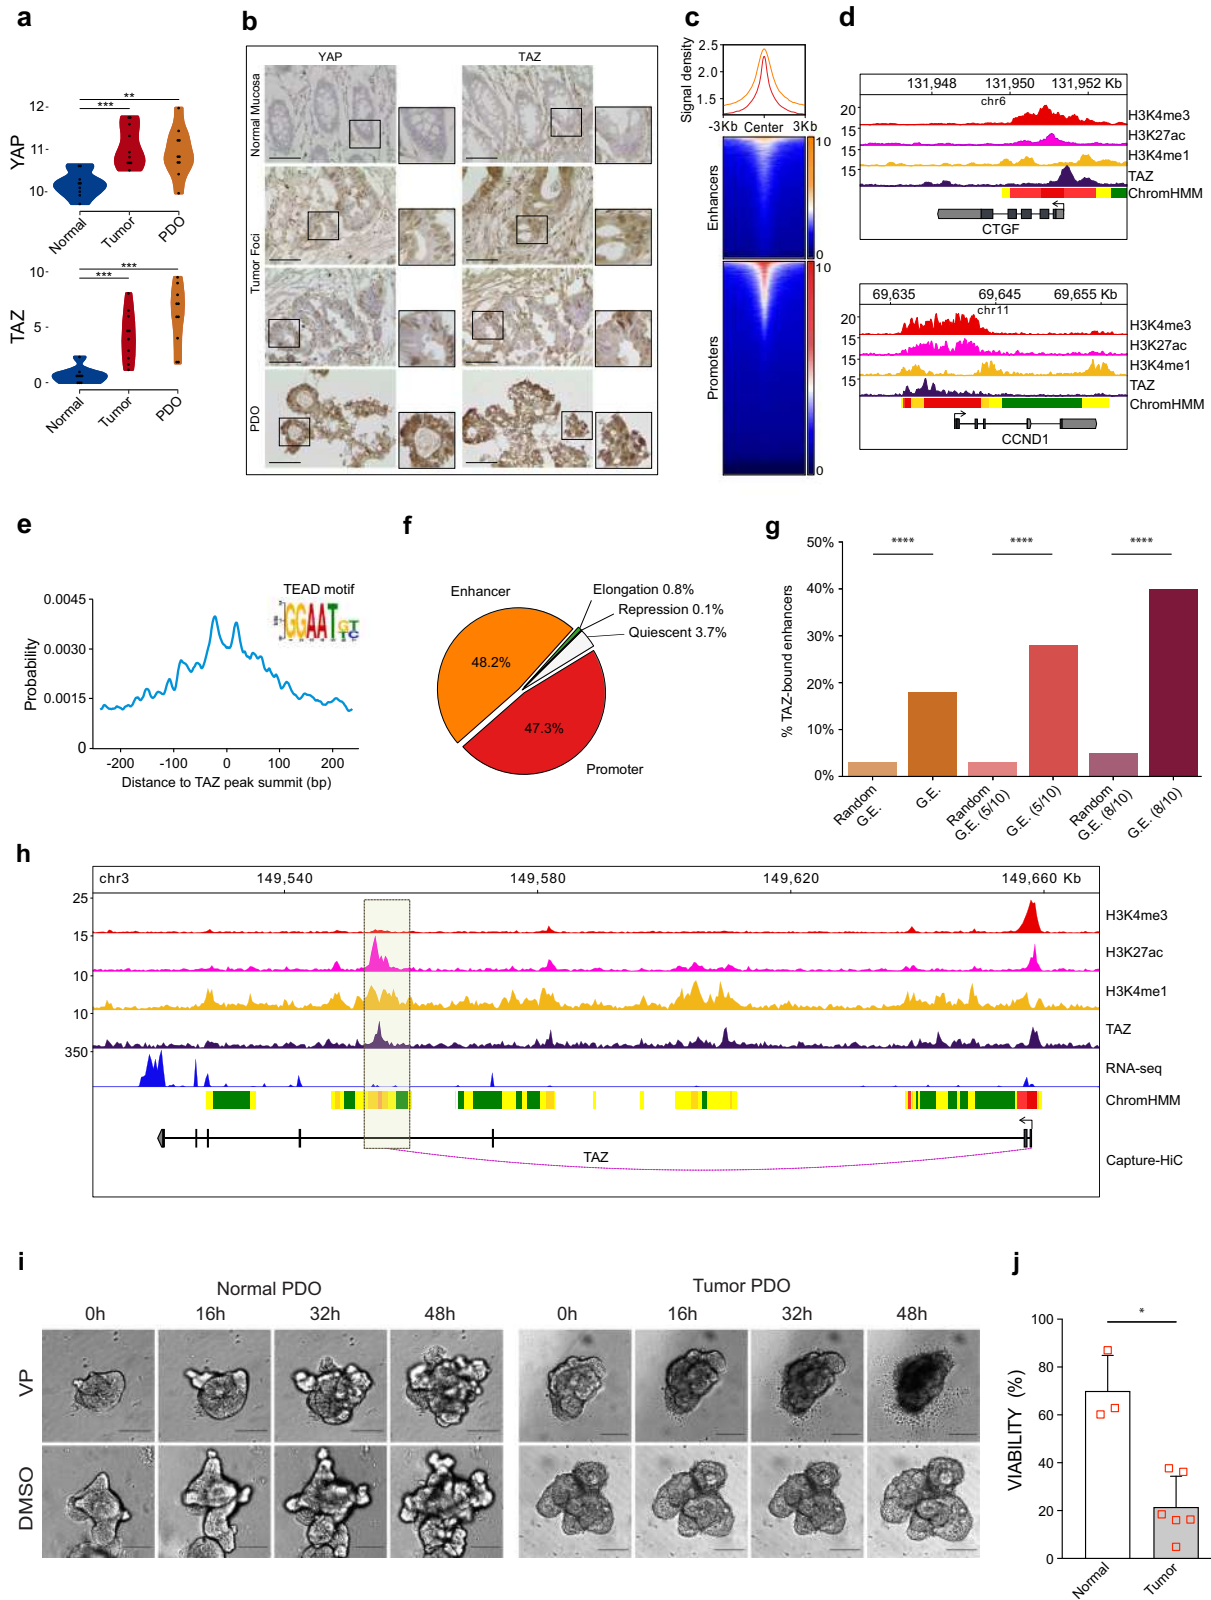 a
YAP
12
11
10
**
***
Normal
Tumor
PDO
TAZ
10
5
0
***
***
Normal
Tumor
PDO
b
YAP
TAZ
Normal Mucosa
Tumor Foci
PDO
c
Signal density
2.5
2.0
1.5
-3Kb Center 3Kb
Enhancers
10
0
Promoters
10
0
d
131,948 131,950 131,952 Kb
chr6
20
H3K4me3
15
H3K27ac
15
H3K4me1
15
TAZ
ChromHMM
CTGF
69,635 69,645 69,655 Kb
chr11
20
H3K4me3
15
H3K27ac
15
H3K4me1
15
TAZ
ChromHMM
CCND1
e
TEAD motif
GGAAT
Probability
0.0045
0.0030
0.0015
0
-200 -100 0 100 200
Distance to TAZ peak summit (bp)
f
Enhancer
48.2%
Elongation 0.8%
Repression 0.1%
Quiescent 3.7%
47.3%
Promoter
g
% TAZ-bound enhancers
50%
40%
30%
20%
10%
0%
**** **** ****
Random G.E.
G.E.
Random G.E. (5/10)
G.E. (5/10)
Random G.E. (8/10)
G.E. (8/10)
h
chr3 149,540 149,580 149,620 149,660 Kb
25
H3K4me3
15
H3K27ac
10
H3K4me1
10
TAZ
350
RNA-seq
ChromHMM
TAZ
Capture-HiC
i
Normal PDO
Tumor PDO
0h 16h 32h 48h 0h 16h 32h 48h
VP
DMSO
j
VIABILITY (%)
100
80
60
40
20
0
*
Normal
Tumor